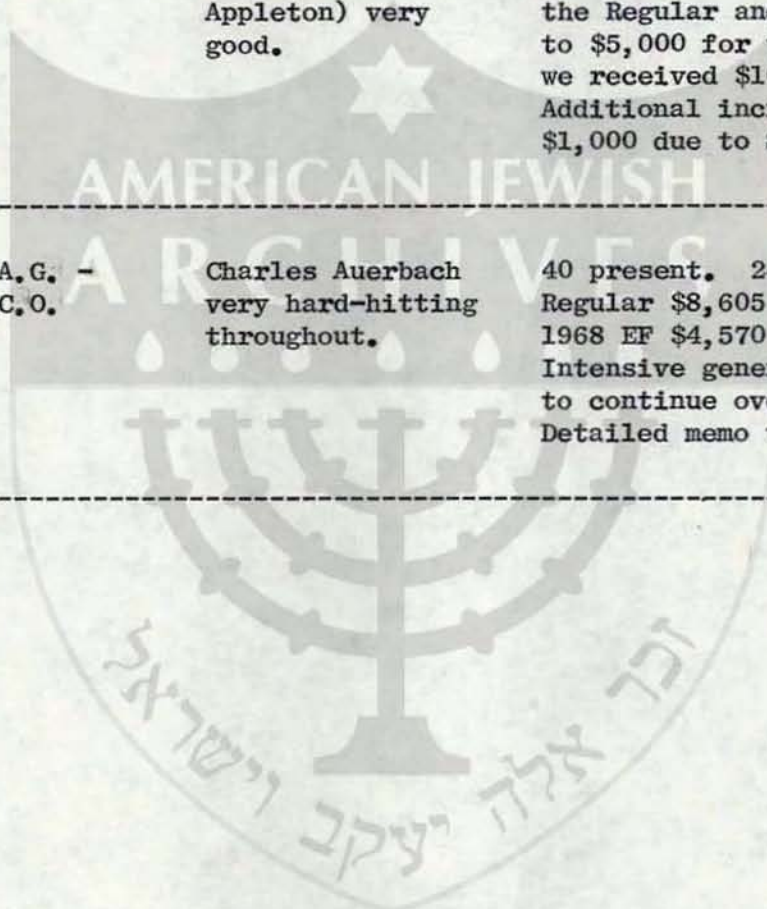 Appleton) very
good.
the Regular an
to $5,000 for
we received $1
Additional inc
$1,000 due to
AMERICAN JEWISH
ARCHIVES
A.G. -
C.O.
Charles Auerbach
very hard-hitting
throughout.
40 present. 2
Regular $8,605
1968 EF $4,570
Intensive gene
to continue ov
Detailed memo
זכר אלה יעקב וישראל